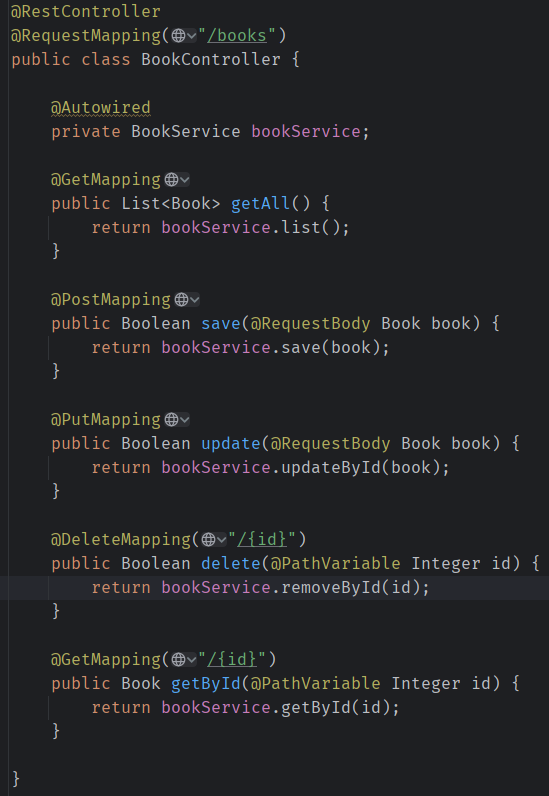 @RestController
@RequestMapping("/books")
public class BookController {
@Autowired
private BookService bookService;
@GetMapping
public List<Book> getAll() {
return bookService.list();
}
@PostMapping
public Boolean save(@RequestBody Book book) {
return bookService.save(book);
}
@PutMapping
public Boolean update(@RequestBody Book book) {
return bookService.updateById(book);
}
@DeleteMapping("/{id}")
public Boolean delete(@PathVariable Integer id) {
return bookService.removeById(id);
}
@GetMapping("/{id}")
public Book getById(@PathVariable Integer id) {
return bookService.getById(id);
}
}